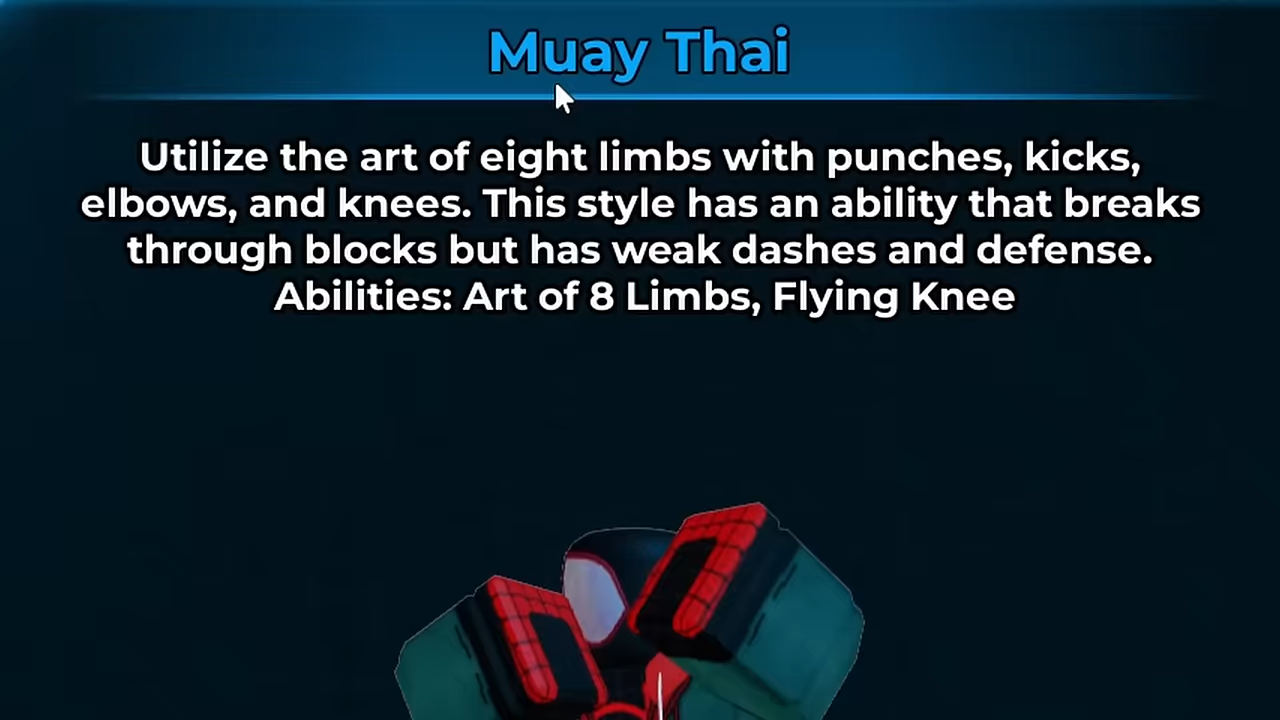 Muay Thai
Utilize the art of eight limbs with punches, kicks,
elbows, and knees. This style has an ability that breaks
through blocks but has weak dashes and defense.
Abilities: Art of 8 Limbs, Flying Knee